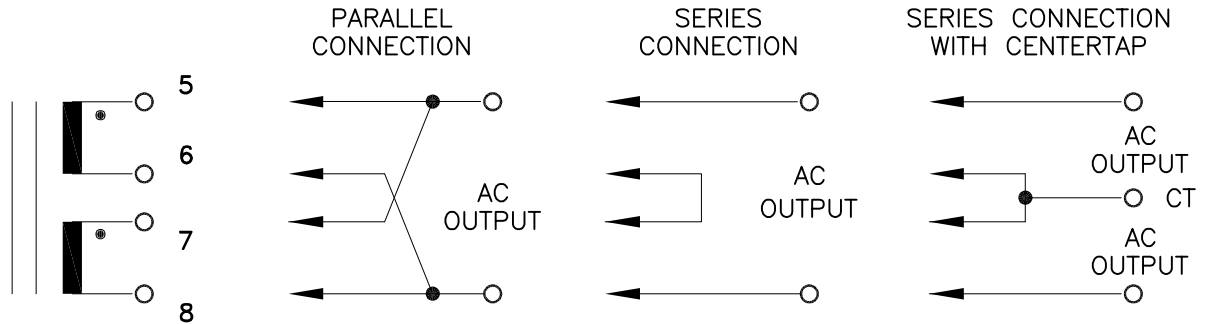 PARALLEL
CONNECTION
SERIES
CONNECTION
SERIES CONNECTION
WITH CENTERTAP
5
6
7
8
AC
OUTPUT
AC
OUTPUT
AC
OUTPUT
CT
AC
OUTPUT